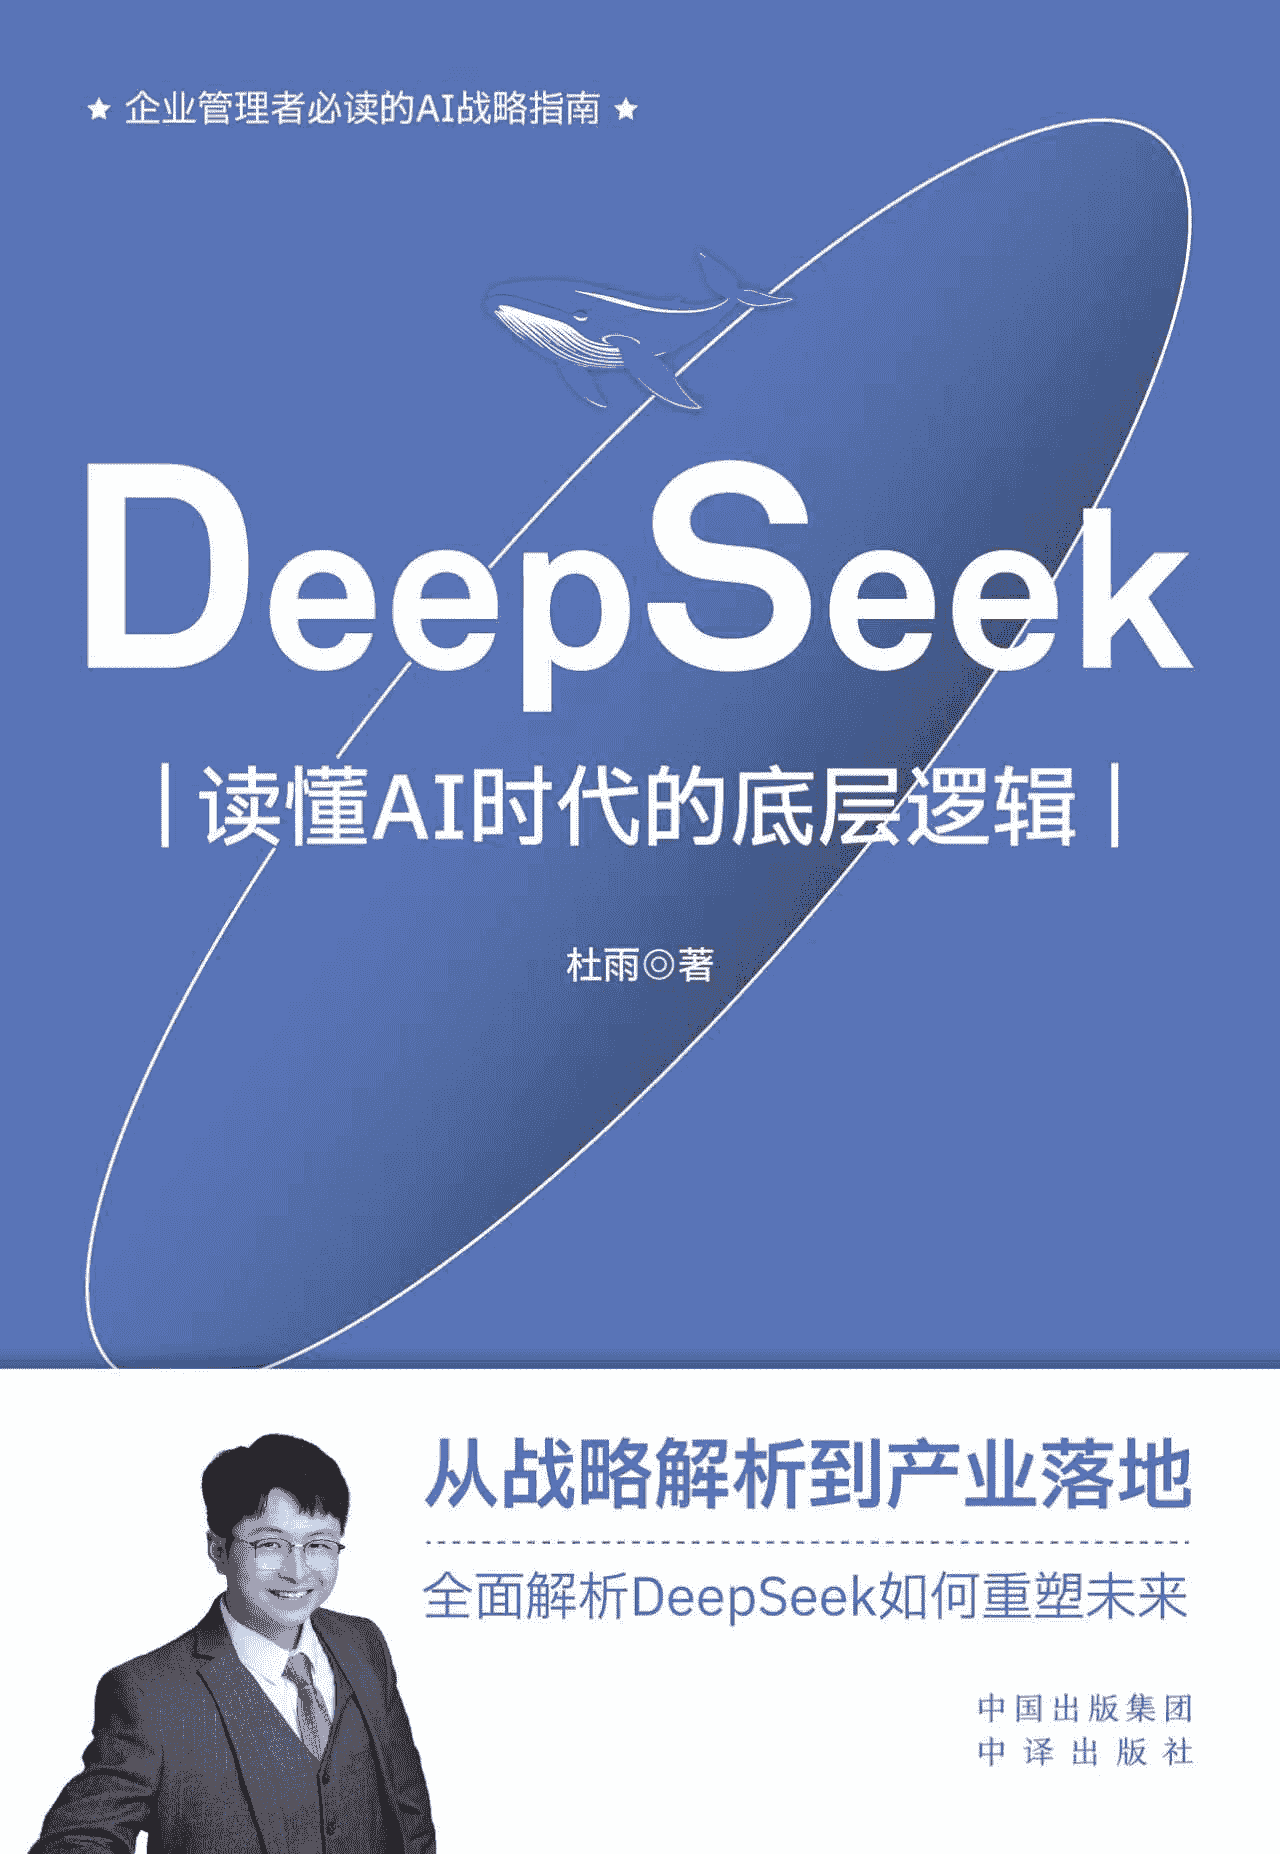 ★ 企业管理者必读的AI战略指南 ★
DeepSeek
|读懂AI时代的底层逻辑|
杜雨◎著
从战略解析到产业落地
全面解析DeepSeek如何重塑未来
中国出版集团
中译出版社